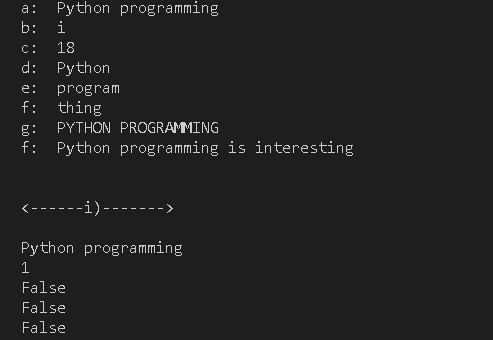 a:  Python programming
b:  i
c:  18
d:  Python
e:  program
f:  thing
g:  PYTHON PROGRAMMING
f:  Python programming is interesting
<------i)------->
Python programming
1
False
False
False